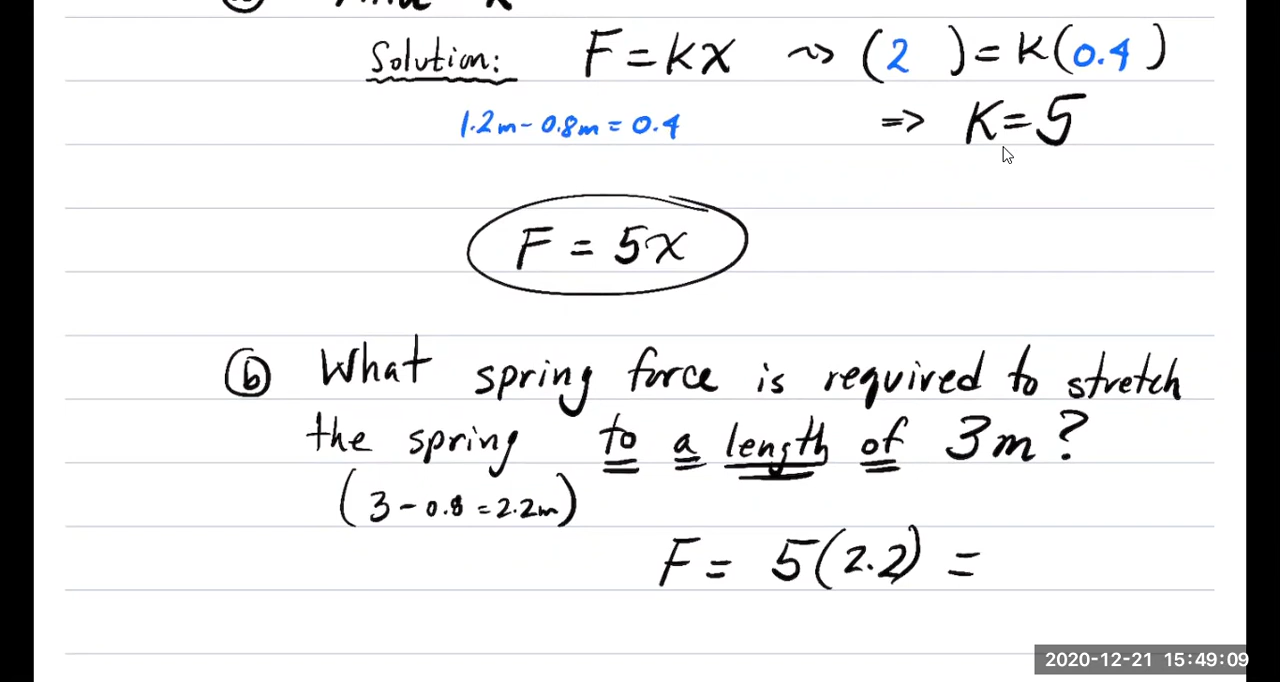 Solution: F = kx ~> (2 ) = k(0.4 )
1.2m - 0.8m = 0.4 => K = 5
F = 5x
(b) What spring force is required to stretch
the spring to a length of 3m?
(3 - 0.8 = 2.2m)
F = 5(2.2) =
2020-12-21 15:49:09